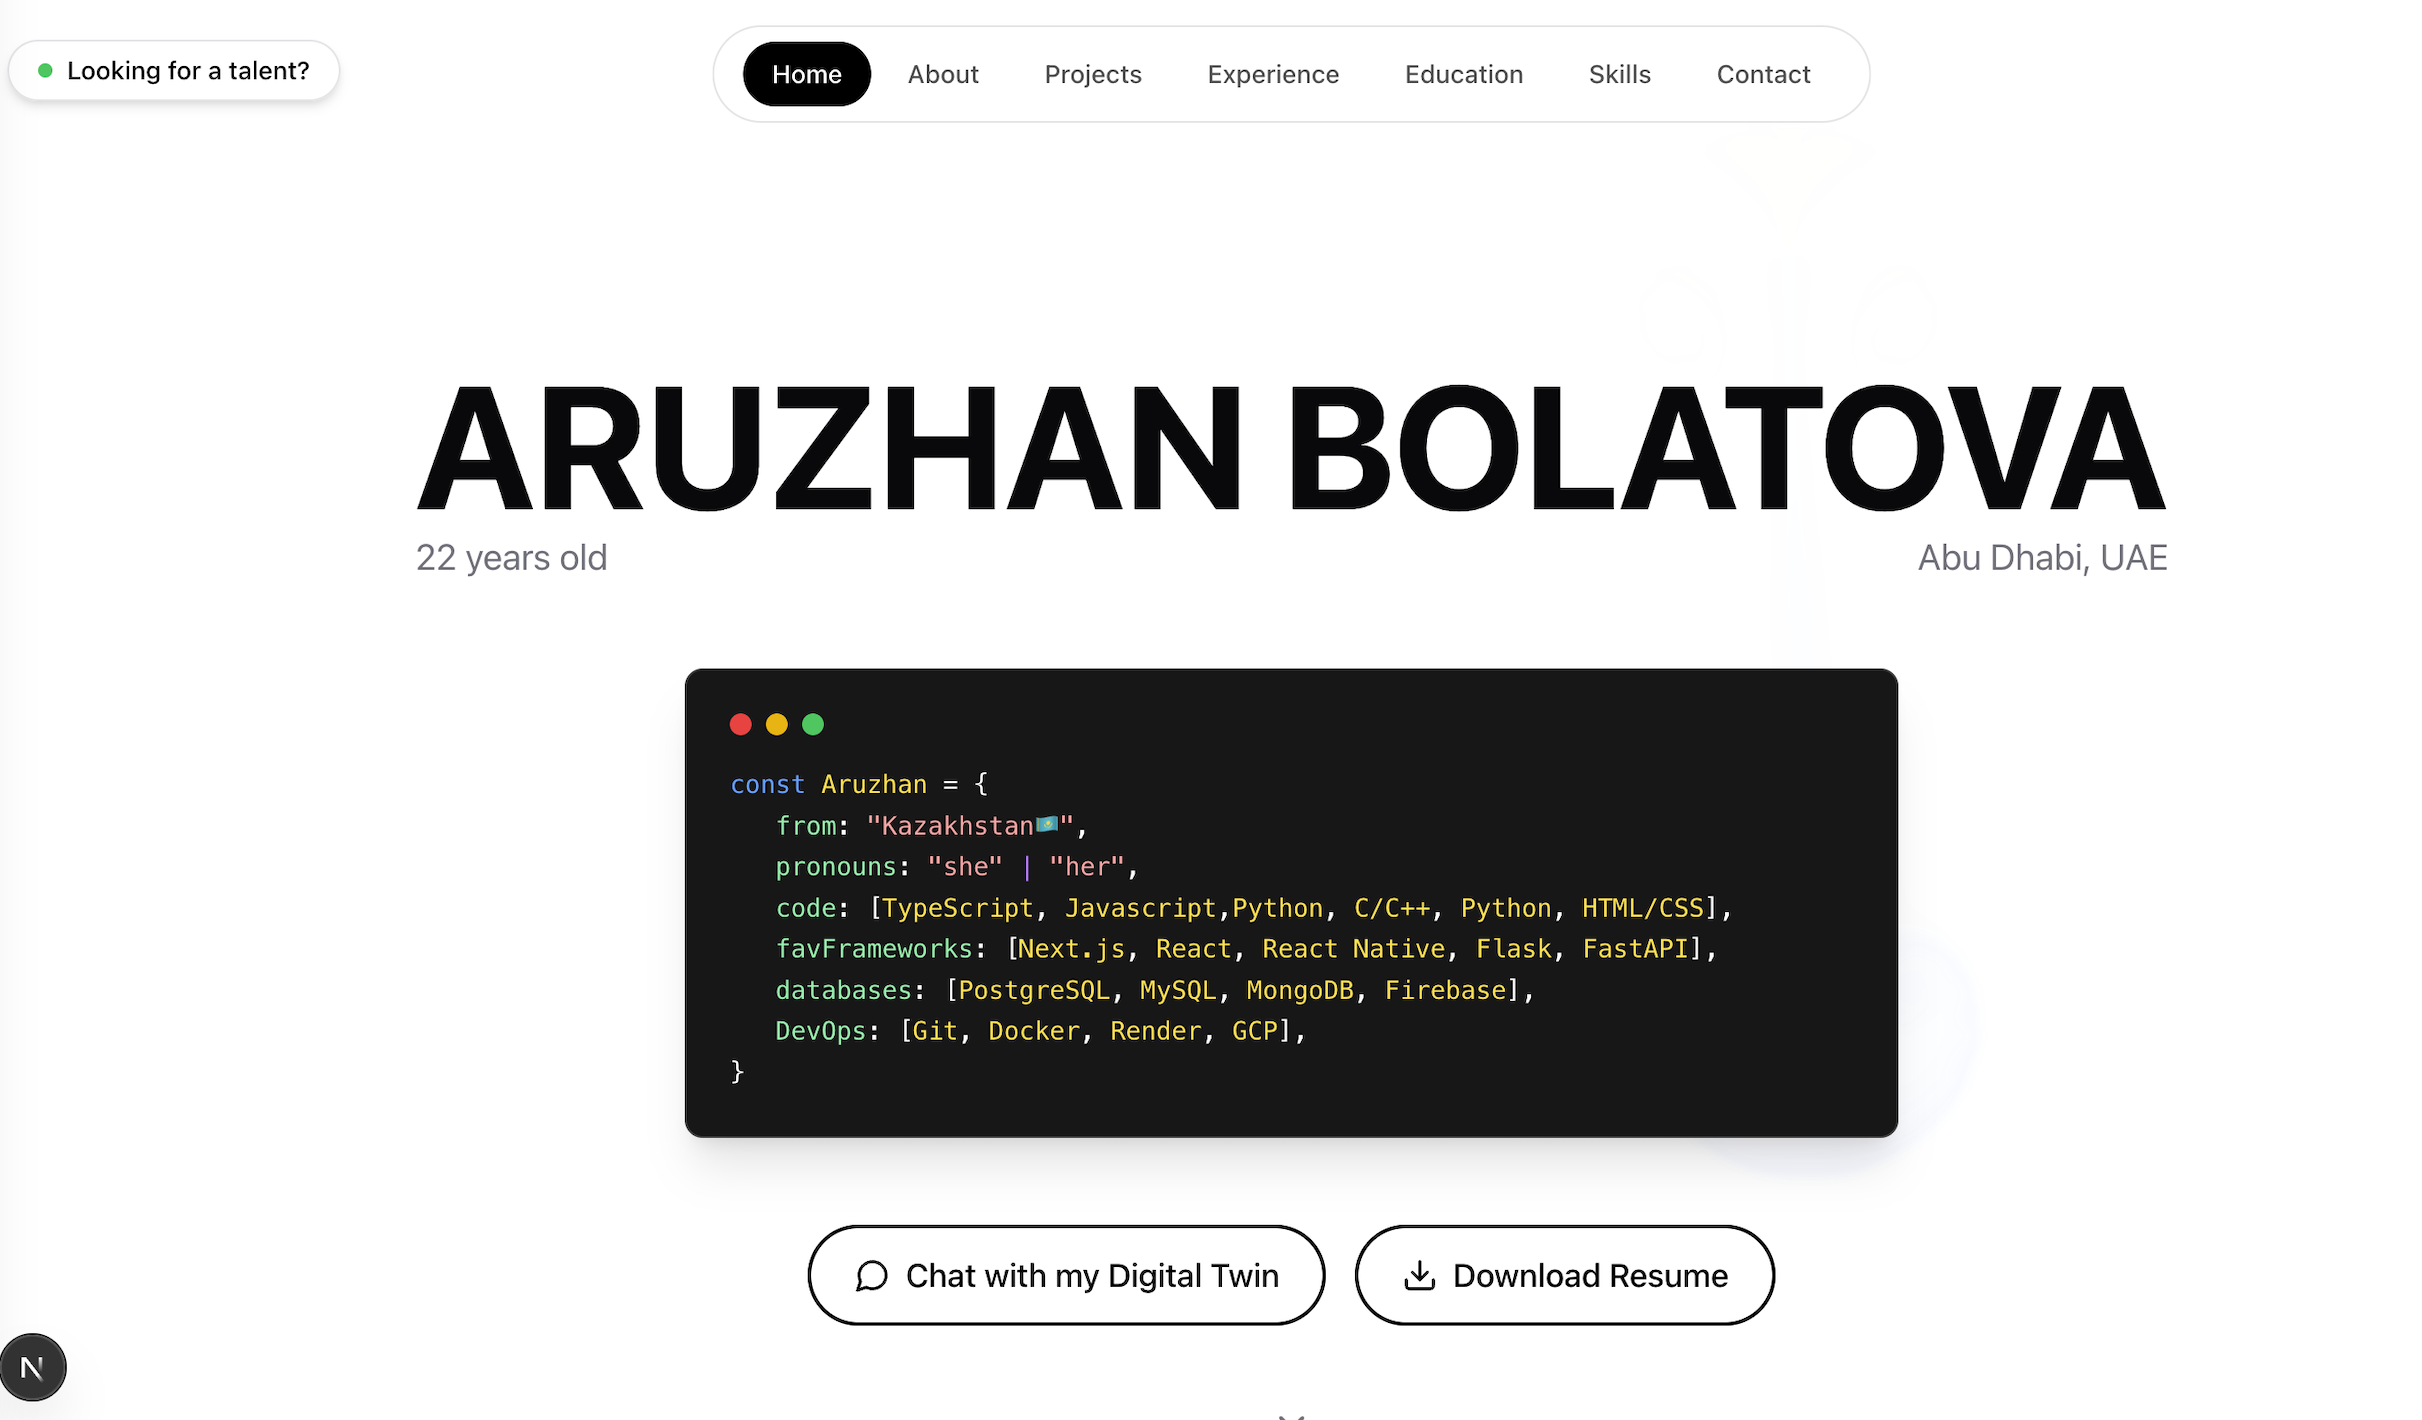 Looking for a talent?
Home About Projects Experience Education Skills Contact
ARUZHAN BOLATOVA
22 years old
Abu Dhabi, UAE
const Aruzhan = {
from: "Kazakhstan🇰🇿",
pronouns: "she" | "her",
code: [TypeScript, Javascript,Python, C/C++, Python, HTML/CSS],
favFrameworks: [Next.js, React, React Native, Flask, FastAPI],
databases: [PostgreSQL, MySQL, MongoDB, Firebase],
DevOps: [Git, Docker, Render, GCP],
}
Chat with my Digital Twin
Download Resume
N